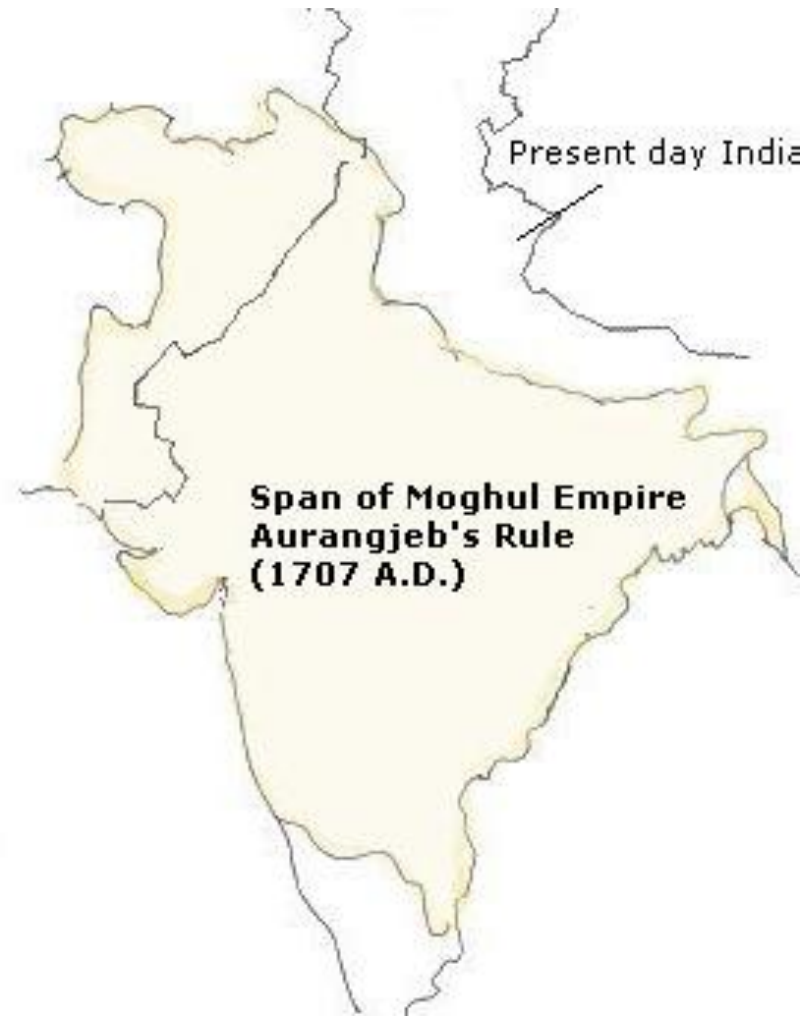 Present day India
Span of Moghul Empire
Aurangjeb's Rule
(1707 A.D.)